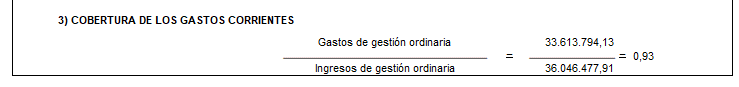 3) COBERTURA DE LOS GASTOS CORRIENTES
Gastos de gestión ordinaria 33.613.794,13
= = 0,93
Ingresos de gestión ordinaria 36.046.477,91